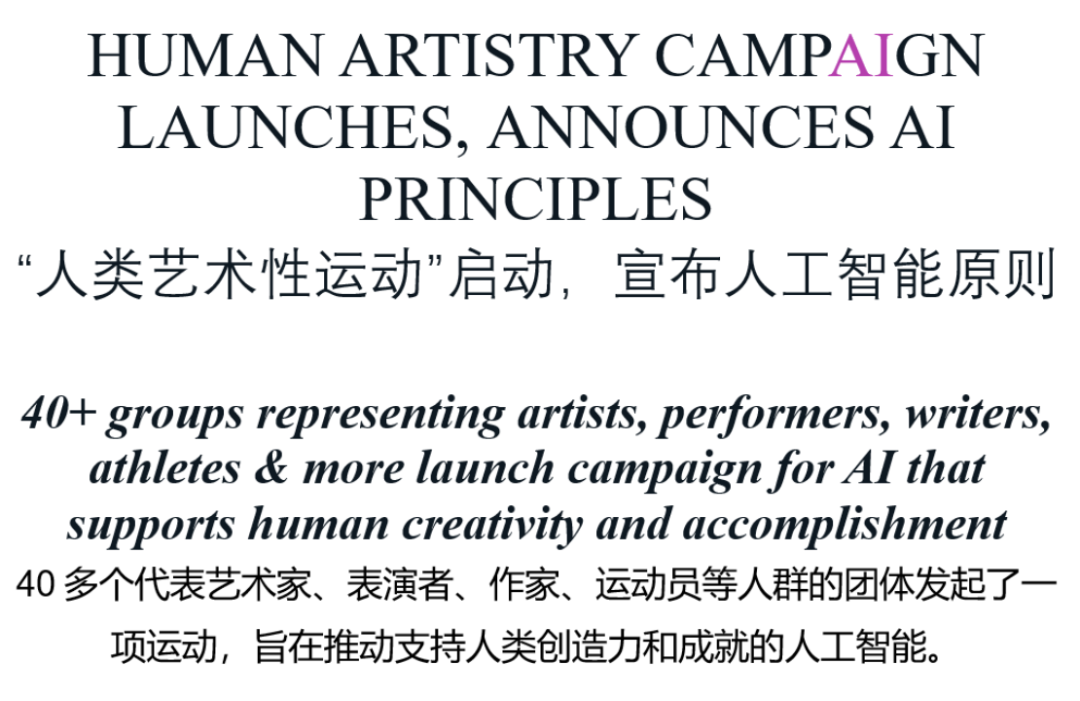 HUMAN ARTISTRY CAMPAIGN
LAUNCHES, ANNOUNCES AI
PRINCIPLES
“人类艺术性运动”启动，宣布人工智能原则
40+ groups representing artists, performers, writers,
athletes & more launch campaign for AI that
supports human creativity and accomplishment
40 多个代表艺术家、表演者、作家、运动员等人群的团体发起了一
项运动，旨在推动支持人类创造力和成就的人工智能。